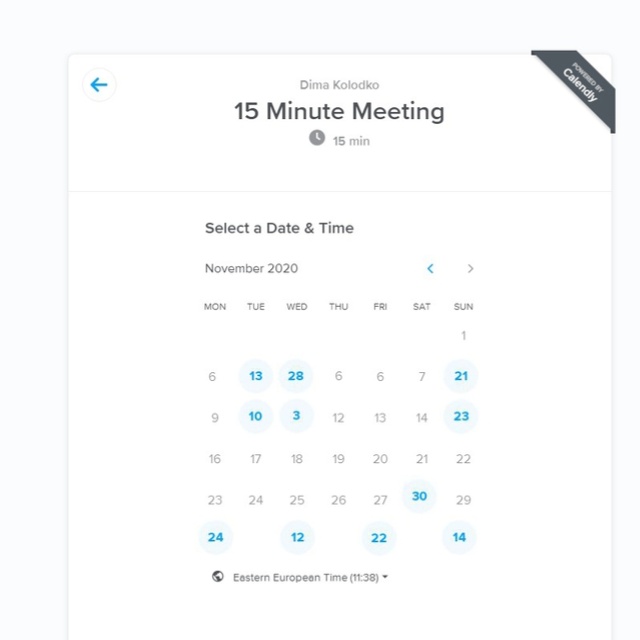 POWERED BY
Calendly
Dima Kolodko
15 Minute Meeting
15 min
Select a Date & Time
November 2020
MON TUE WED THU FRI SAT SUN
1
6 13 28 6 6 7 21
9 10 3 12 13 14 23
16 17 18 19 20 21 22
23 24 25 26 27 30 29
24 12 22 14
Eastern European Time (11:38)